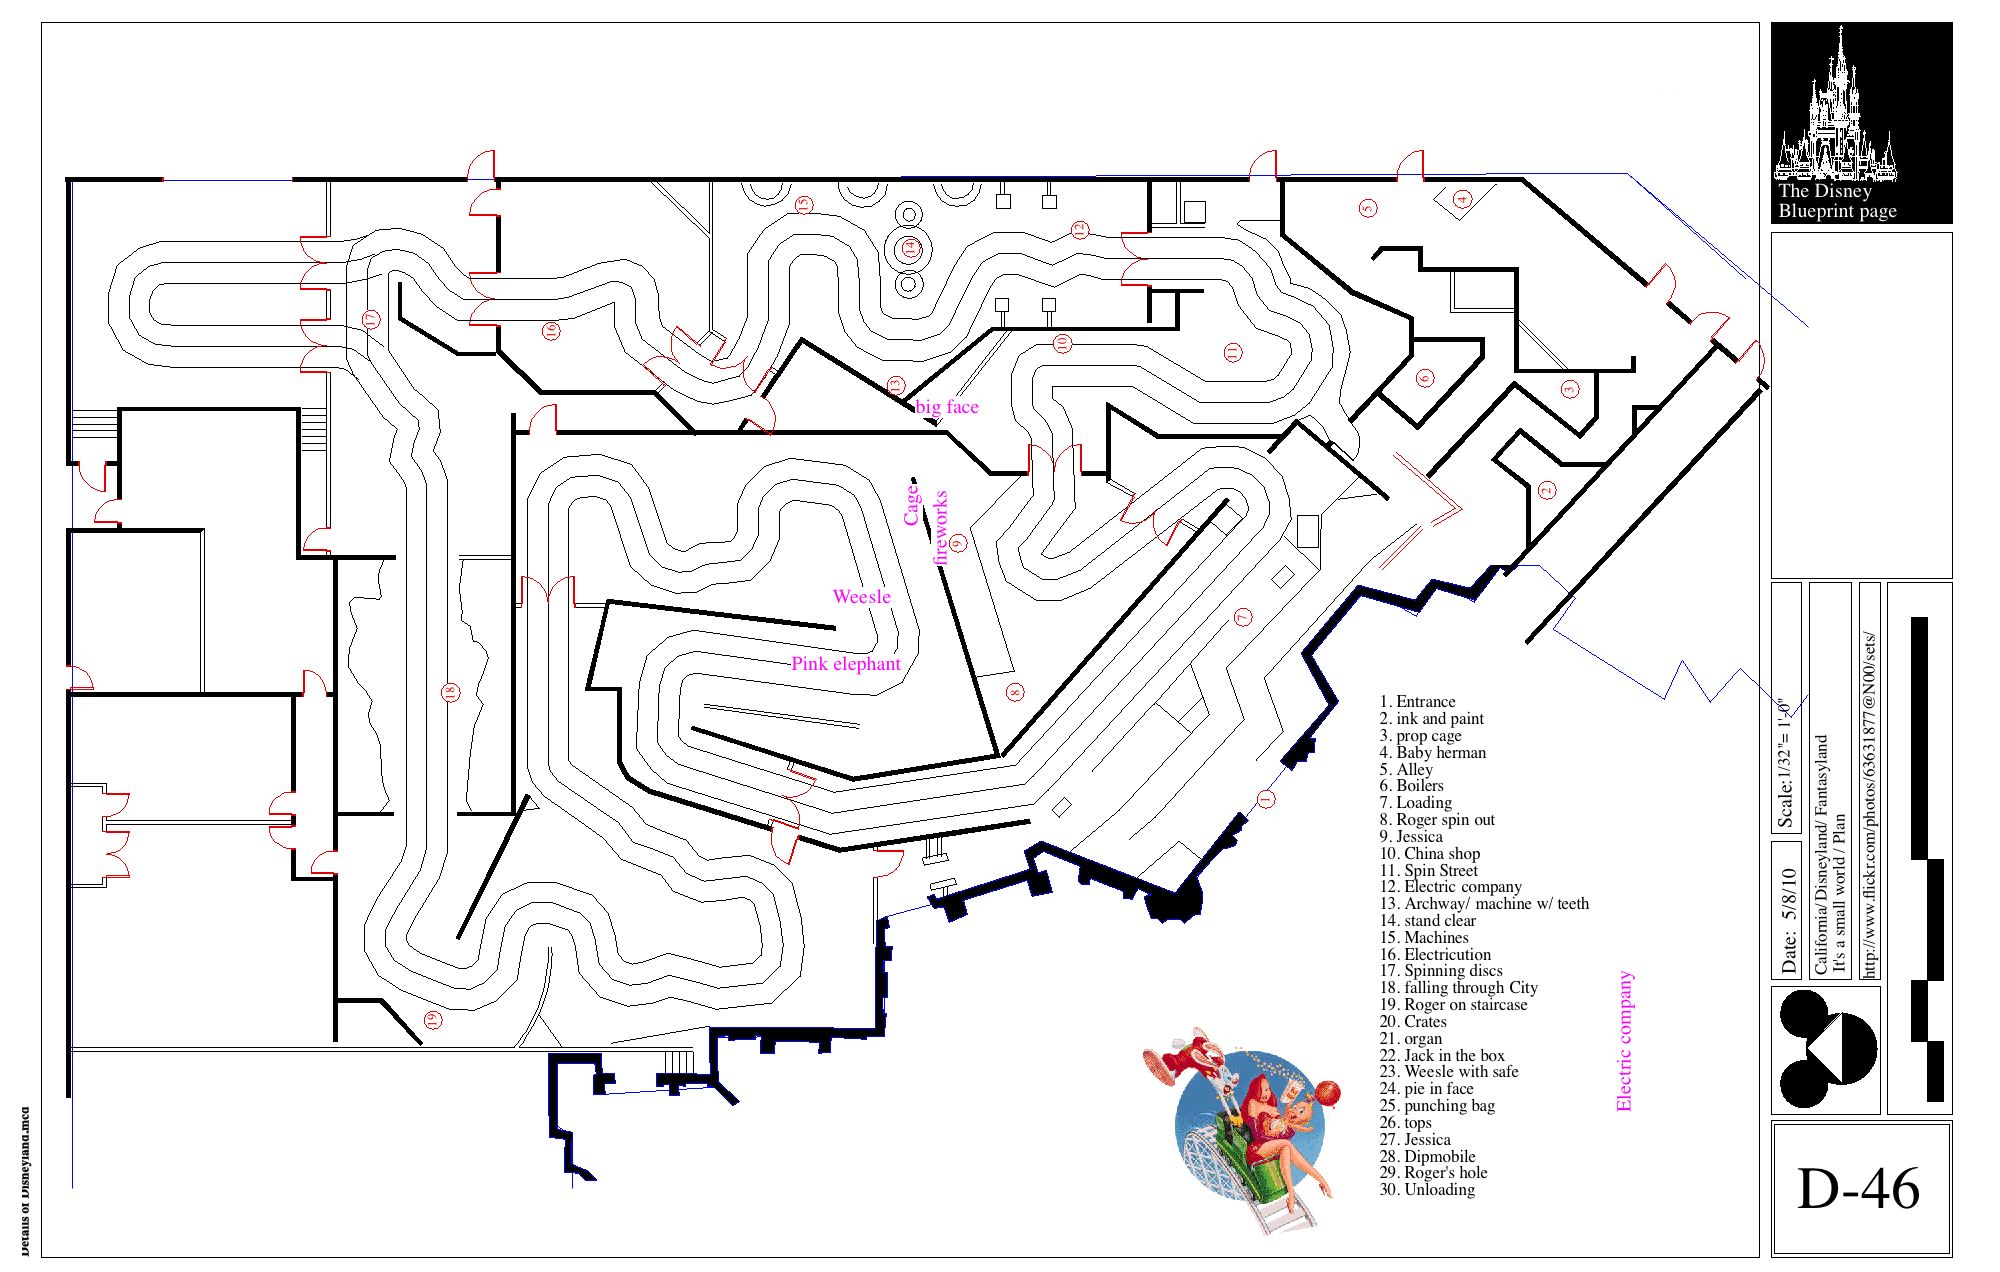 The Disney
Blueprint page
15
14
12
5
4
17
16
10
11
13
6
3
big face
2
Cage
fireworks
9
Weesle
7
Pink elephant
18
8
1
19
1. Entrance
2. ink and paint
3. prop cage
4. Baby herman
5. Alley
6. Boilers
7. Loading
8. Roger spin out
9. Jessica
10. China shop
11. Spin Street
12. Electric company
13. Archway/ machine w/ teeth
14. stand clear
15. Machines
16. Electricution
17. Spinning discs
18. falling through City
19. Roger on staircase
20. Crates
21. organ
22. Jack in the box
23. Weesle with safe
24. pie in face
25. punching bag
26. tops
27. Jessica
28. Dipmobile
29. Roger's hole
30. Unloading
Electric company
Scale:1/32"= 1'-0"
Date: 5/8/10
California/ Disneyland/ Fantasyland
It's a small world / Plan
http://www.flickr.com/photos/63631877@N00/sets/
D-46
Details of Disneyland.mcd